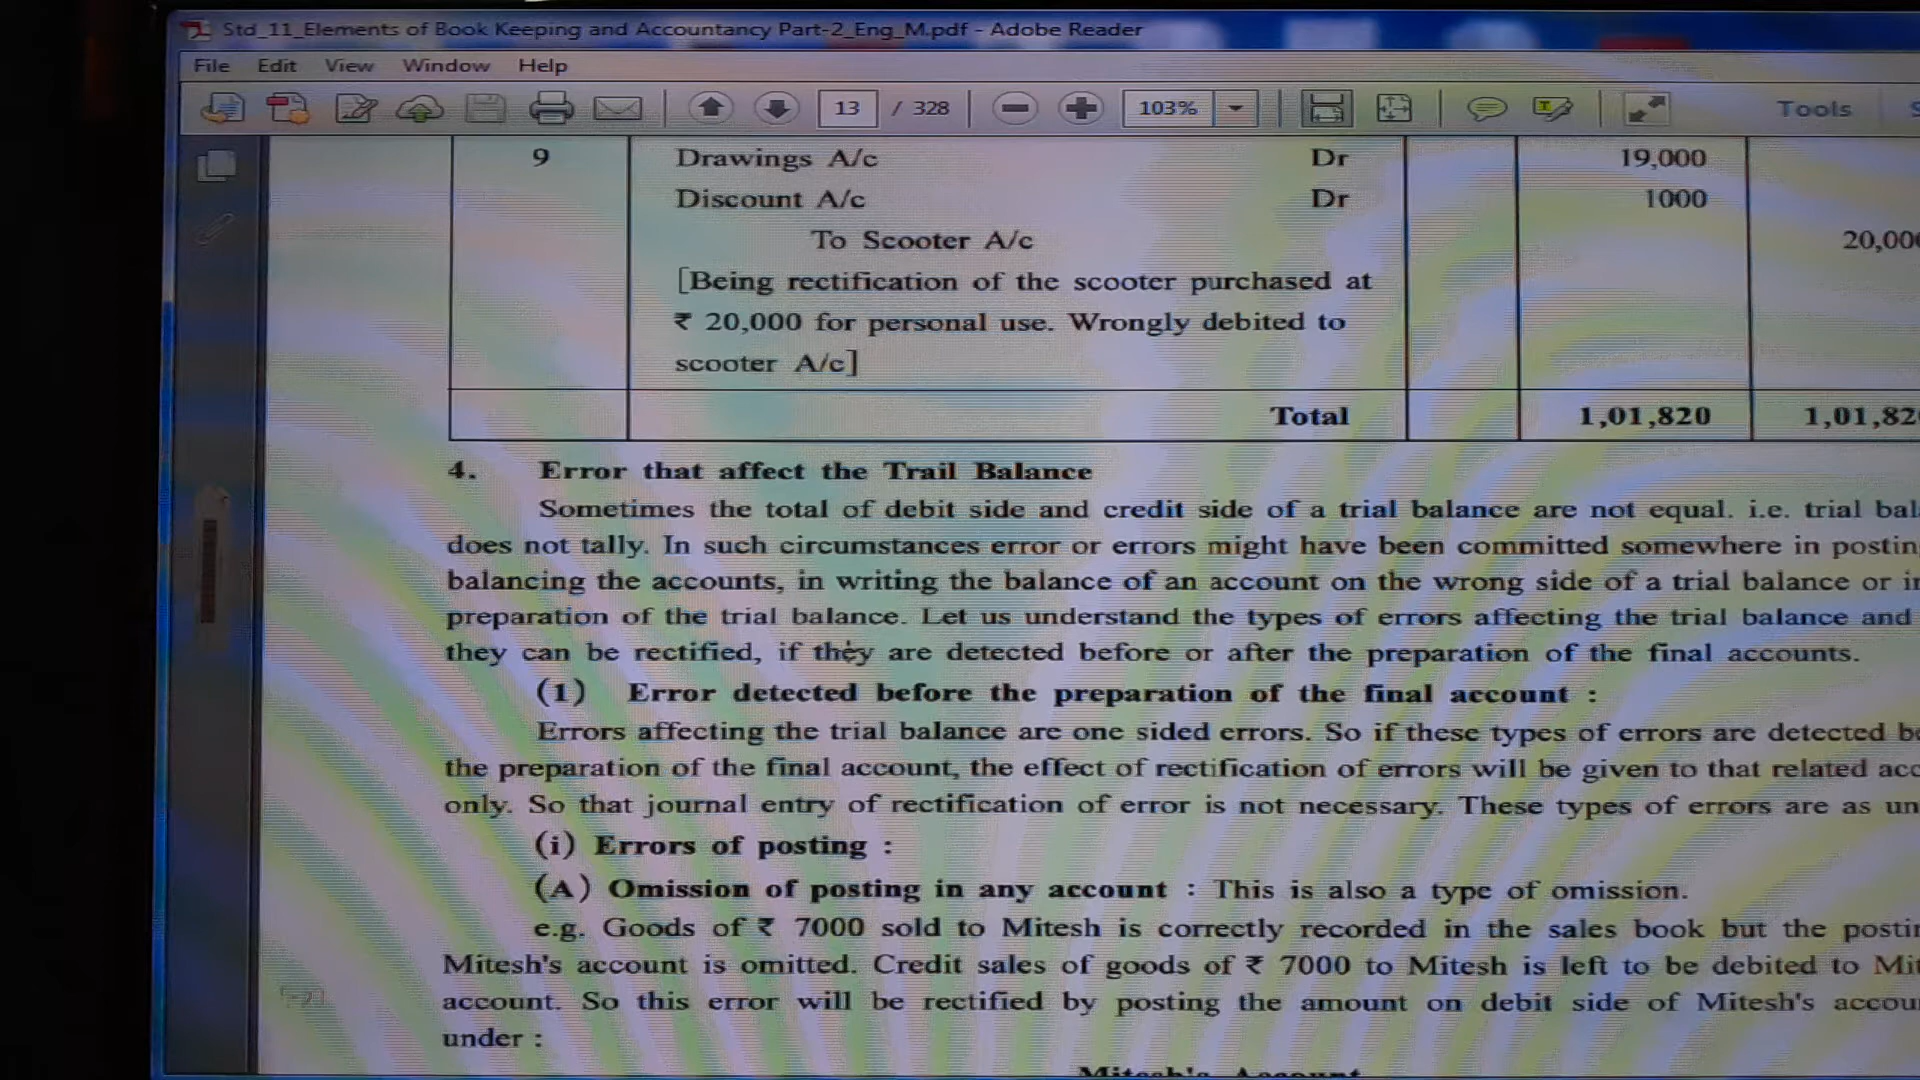 Std_11_Elements of Book Keeping and Accountancy Part-2_Eng_M.pdf - Adobe Reader
File Edit View Window Help
13 / 328 103% Tools
9 Drawings A/c Dr 19,000
Discount A/c Dr 1000
To Scooter A/c 20,000
[Being rectification of the scooter purchased at
₹ 20,000 for personal use. Wrongly debited to
scooter A/c]
Total 1,01,820 1,01,820
4. Error that affect the Trail Balance
Sometimes the total of debit side and credit side of a trial balance are not equal. i.e. trial
does not tally. In such circumstances error or errors might have been committed somewhere in
balancing the accounts, in writing the balance of an account on the wrong side of a trial balance or
preparation of the trial balance. Let us understand the types of errors affecting the trial balance and
they can be rectified, if they are detected before or after the preparation of the final accounts.
(1) Error detected before the preparation of the final account :
Errors affecting the trial balance are one sided errors. So if these types of errors are detected
the preparation of the final account, the effect of rectification of errors will be given to that related
only. So that journal entry of rectification of error is not necessary. These types of errors are as
(i) Errors of posting :
(A) Omission of posting in any account : This is also a type of omission.
e.g. Goods of ₹ 7000 sold to Mitesh is correctly recorded in the sales book but the
Mitesh's account is omitted. Credit sales of goods of ₹ 7000 to Mitesh is left to be debited to
account. So this error will be rectified by posting the amount on debit side of Mitesh's
under :
Mitesh's Account